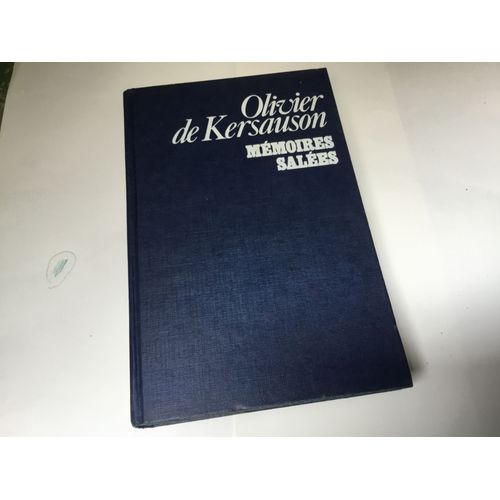 Olivier
de Kersauson
MÉMOIRES
SALÉES